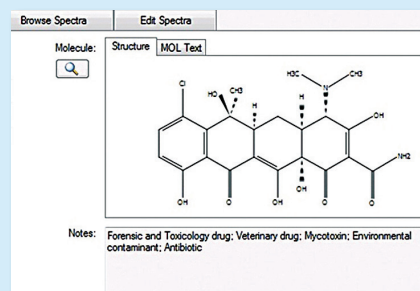 Browse Spectra Edit Spectra
Molecule: Structure MOL Text
H3C CH3
Cl HO CH3 H H N
OH
NH2
OH O OH OH O O
Notes: Forensic and Toxicology drug; Veterinary drug; Mycotoxin; Environmental
contaminant; Antibiotic